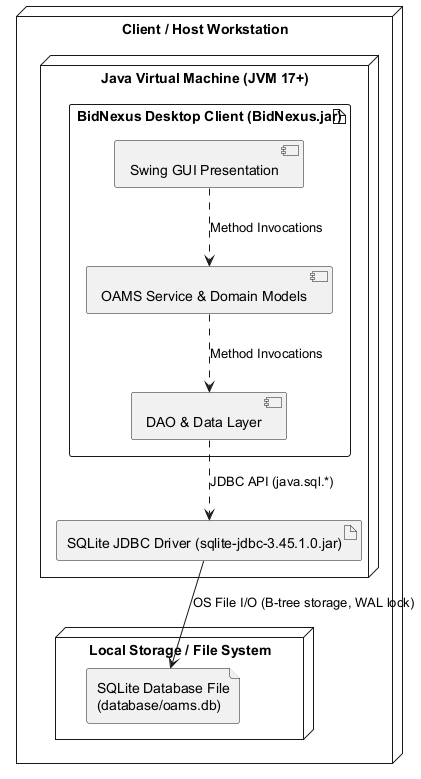 Client / Host Workstation
Java Virtual Machine (JVM 17+)
BidNexus Desktop Client (BidNexus.jar)
Swing GUI Presentation
Method Invocations
OAMS Service & Domain Models
Method Invocations
DAO & Data Layer
JDBC API (java.sql.*)
SQLite JDBC Driver (sqlite-jdbc-3.45.1.0.jar)
OS File I/O (B-tree storage, WAL lock)
Local Storage / File System
SQLite Database File
(database/oams.db)